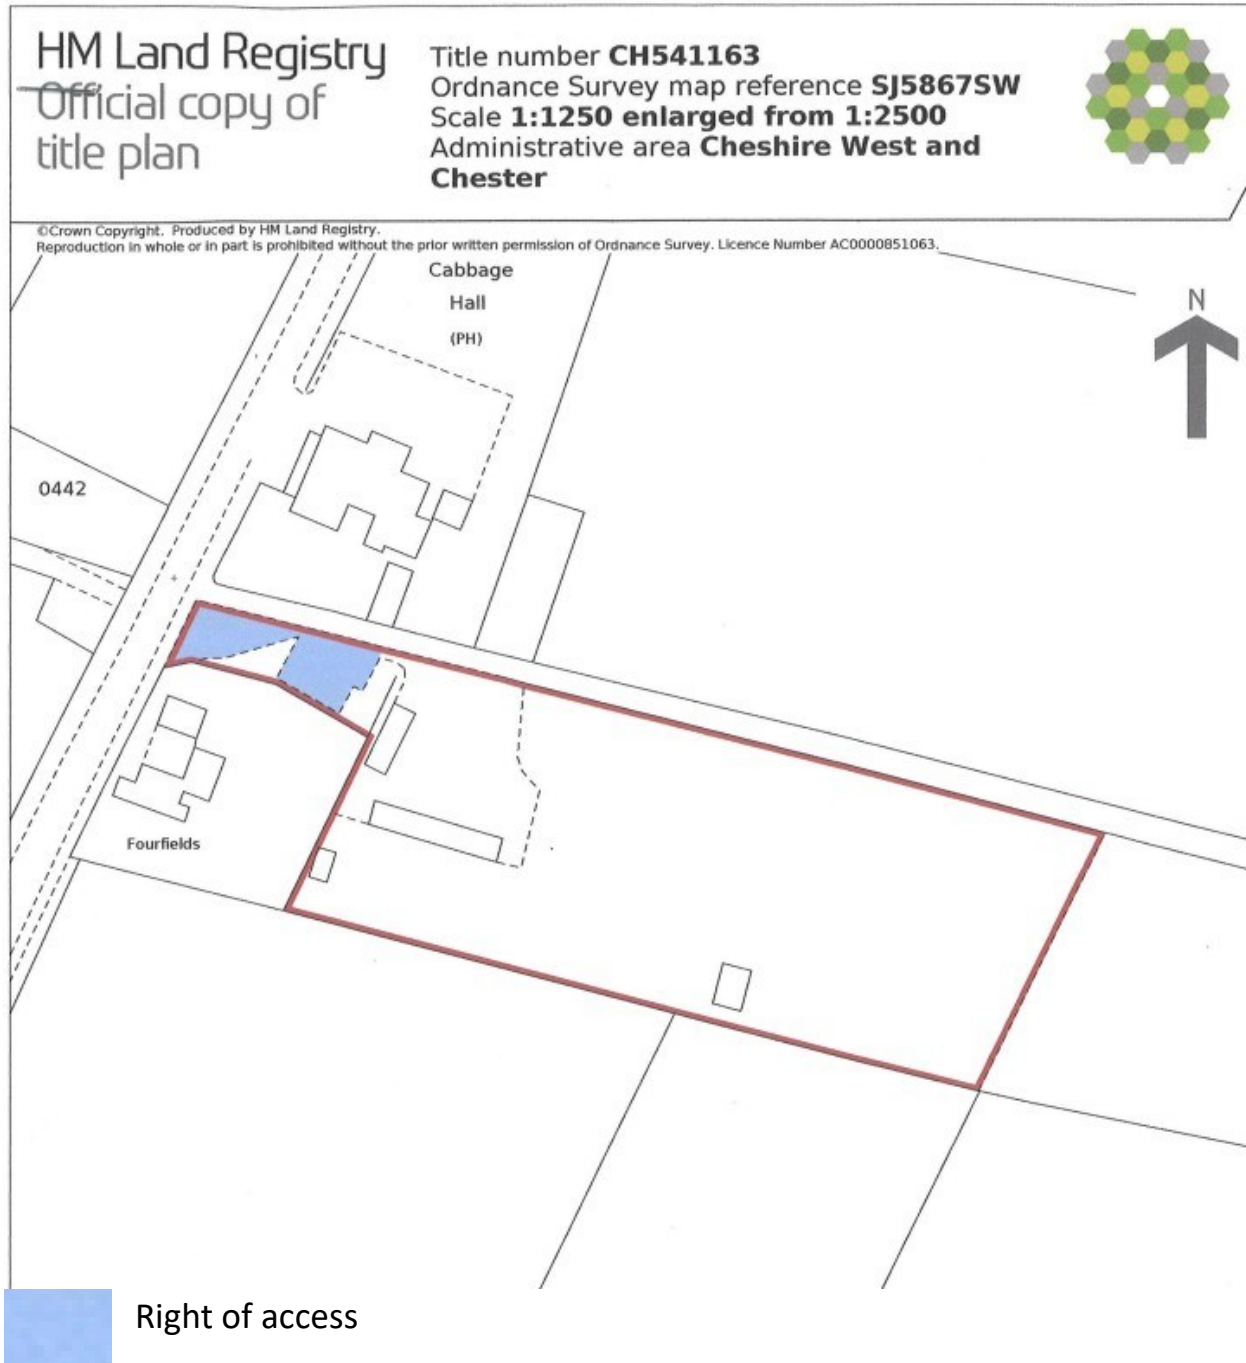 HM Land Registry
Official copy of
title plan
Title number CH541163
Ordnance Survey map reference SJ5867SW
Scale 1:1250 enlarged from 1:2500
Administrative area Cheshire West and
Chester
©Crown Copyright. Produced by HM Land Registry.
Reproduction in whole or in part is prohibited without the prior written permission of Ordnance Survey. Licence Number AC0000851063.
Cabbage
Hall
(PH)
N
0442
Fourfields
Right of access